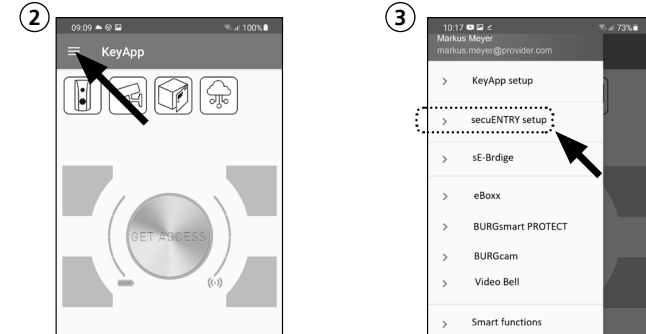 2
09:09 100%
KeyApp
GET ACCESS
3
10:17 73%
Markus Meyer
markus.meyer@provider.com
KeyApp setup
secuENTRY setup
sE-Brdige
eBoxx
BURGsmart PROTECT
BURGcam
Video Bell
Smart functions